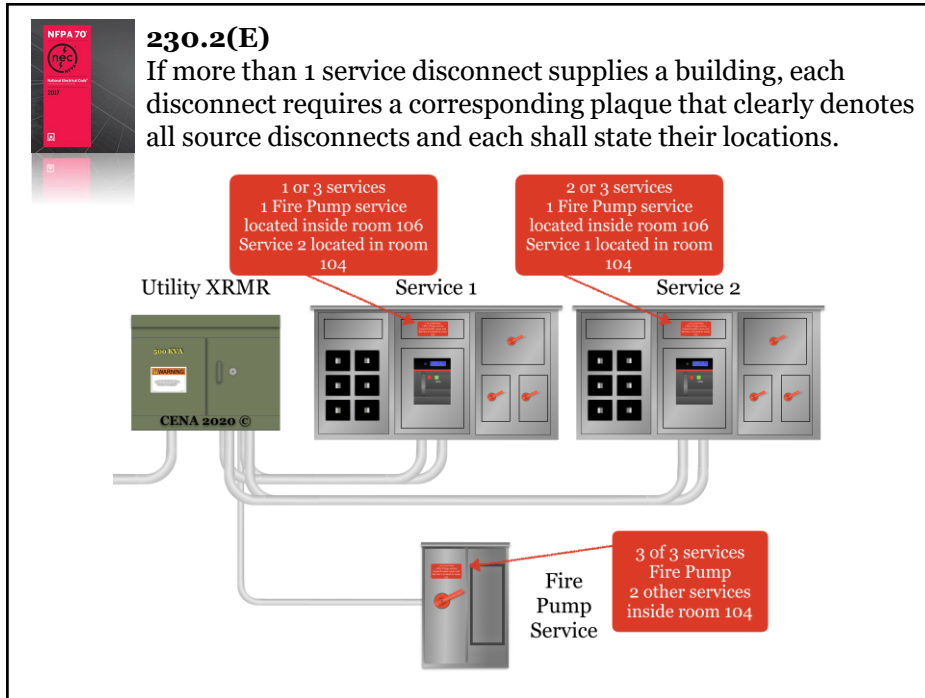 NFPA 70
nec
National Electrical Code
2017
230.2(E)
If more than 1 service disconnect supplies a building, each
disconnect requires a corresponding plaque that clearly denotes
all source disconnects and each shall state their locations.
1 or 3 services
1 Fire Pump service
located inside room 106
Service 2 located in room
104
2 or 3 services
1 Fire Pump service
located inside room 106
Service 1 located in room
104
Utility XRMR
Service 1
Service 2
500 KVA
WARNING
CENA 2020 ©
3 of 3 services
Fire Pump
2 other services
inside room 104
Fire
Pump
Service